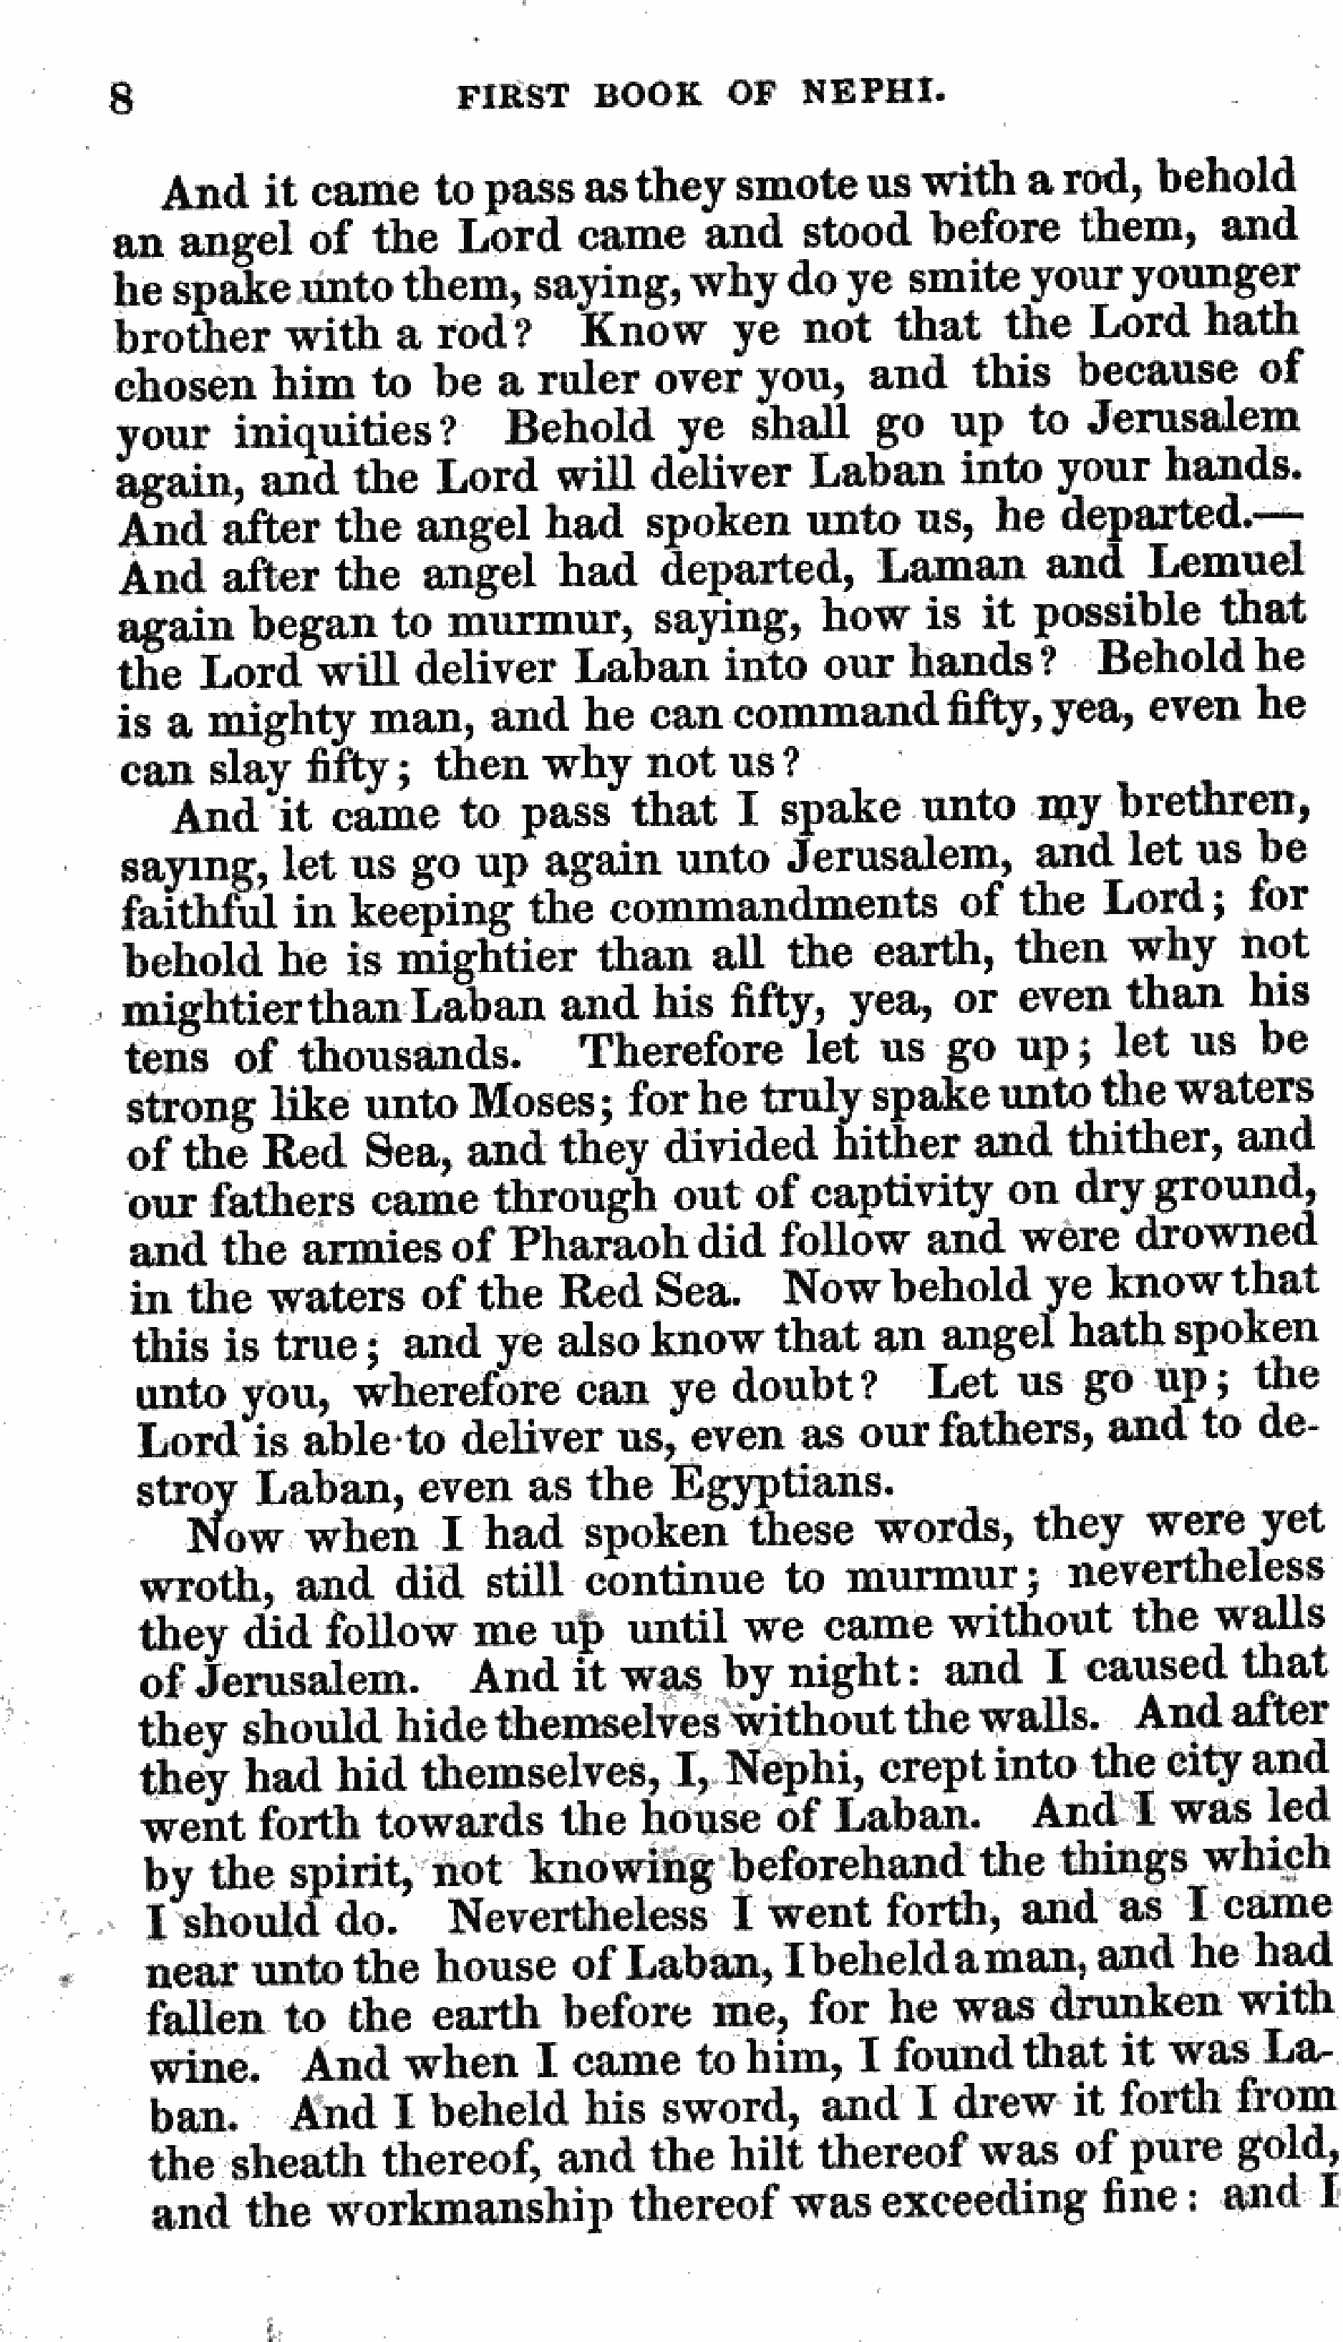 8 FIRST BOOK OF NEPHI.
And it came to pass as they smote us with a rod, behold
an angel of the Lord came and stood before them, and
he spake unto them, saying, why do ye smite your younger
brother with a rod? Know ye not that the Lord hath
chosen him to be a ruler over you, and this because of
your iniquities? Behold ye shall go up to Jerusalem
again, and the Lord will deliver Laban into your hands.
And after the angel had spoken unto us, he departed.—
And after the angel had departed, Laman and Lemuel
again began to murmur, saying, how is it possible that
the Lord will deliver Laban into our hands? Behold he
is a mighty man, and he can command fifty, yea, even he
can slay fifty; then why not us?
And it came to pass that I spake unto my brethren,
saying, let us go up again unto Jerusalem, and let us be
faithful in keeping the commandments of the Lord; for
behold he is mightier than all the earth, then why not
mightier than Laban and his fifty, yea, or even than his
tens of thousands. Therefore let us go up; let us be
strong like unto Moses; for he truly spake unto the waters
of the Red Sea, and they divided hither and thither, and
our fathers came through out of captivity on dry ground,
and the armies of Pharaoh did follow and were drowned
in the waters of the Red Sea. Now behold ye know that
this is true; and ye also know that an angel hath spoken
unto you, wherefore can ye doubt? Let us go up; the
Lord is able to deliver us, even as our fathers, and to de-
stroy Laban, even as the Egyptians.
Now when I had spoken these words, they were yet
wroth, and did still continue to murmur; nevertheless
they did follow me up until we came without the walls
of Jerusalem. And it was by night: and I caused that
they should hide themselves without the walls. And after
they had hid themselves, I, Nephi, crept into the city and
went forth towards the house of Laban. And I was led
by the spirit, not knowing beforehand the things which
I should do. Nevertheless I went forth, and as I came
near unto the house of Laban, I beheld a man, and he had
fallen to the earth before me, for he was drunken with
wine. And when I came to him, I found that it was La-
ban. And I beheld his sword, and I drew it forth from
the sheath thereof, and the hilt thereof was of pure gold,
and the workmanship thereof was exceeding fine: and I